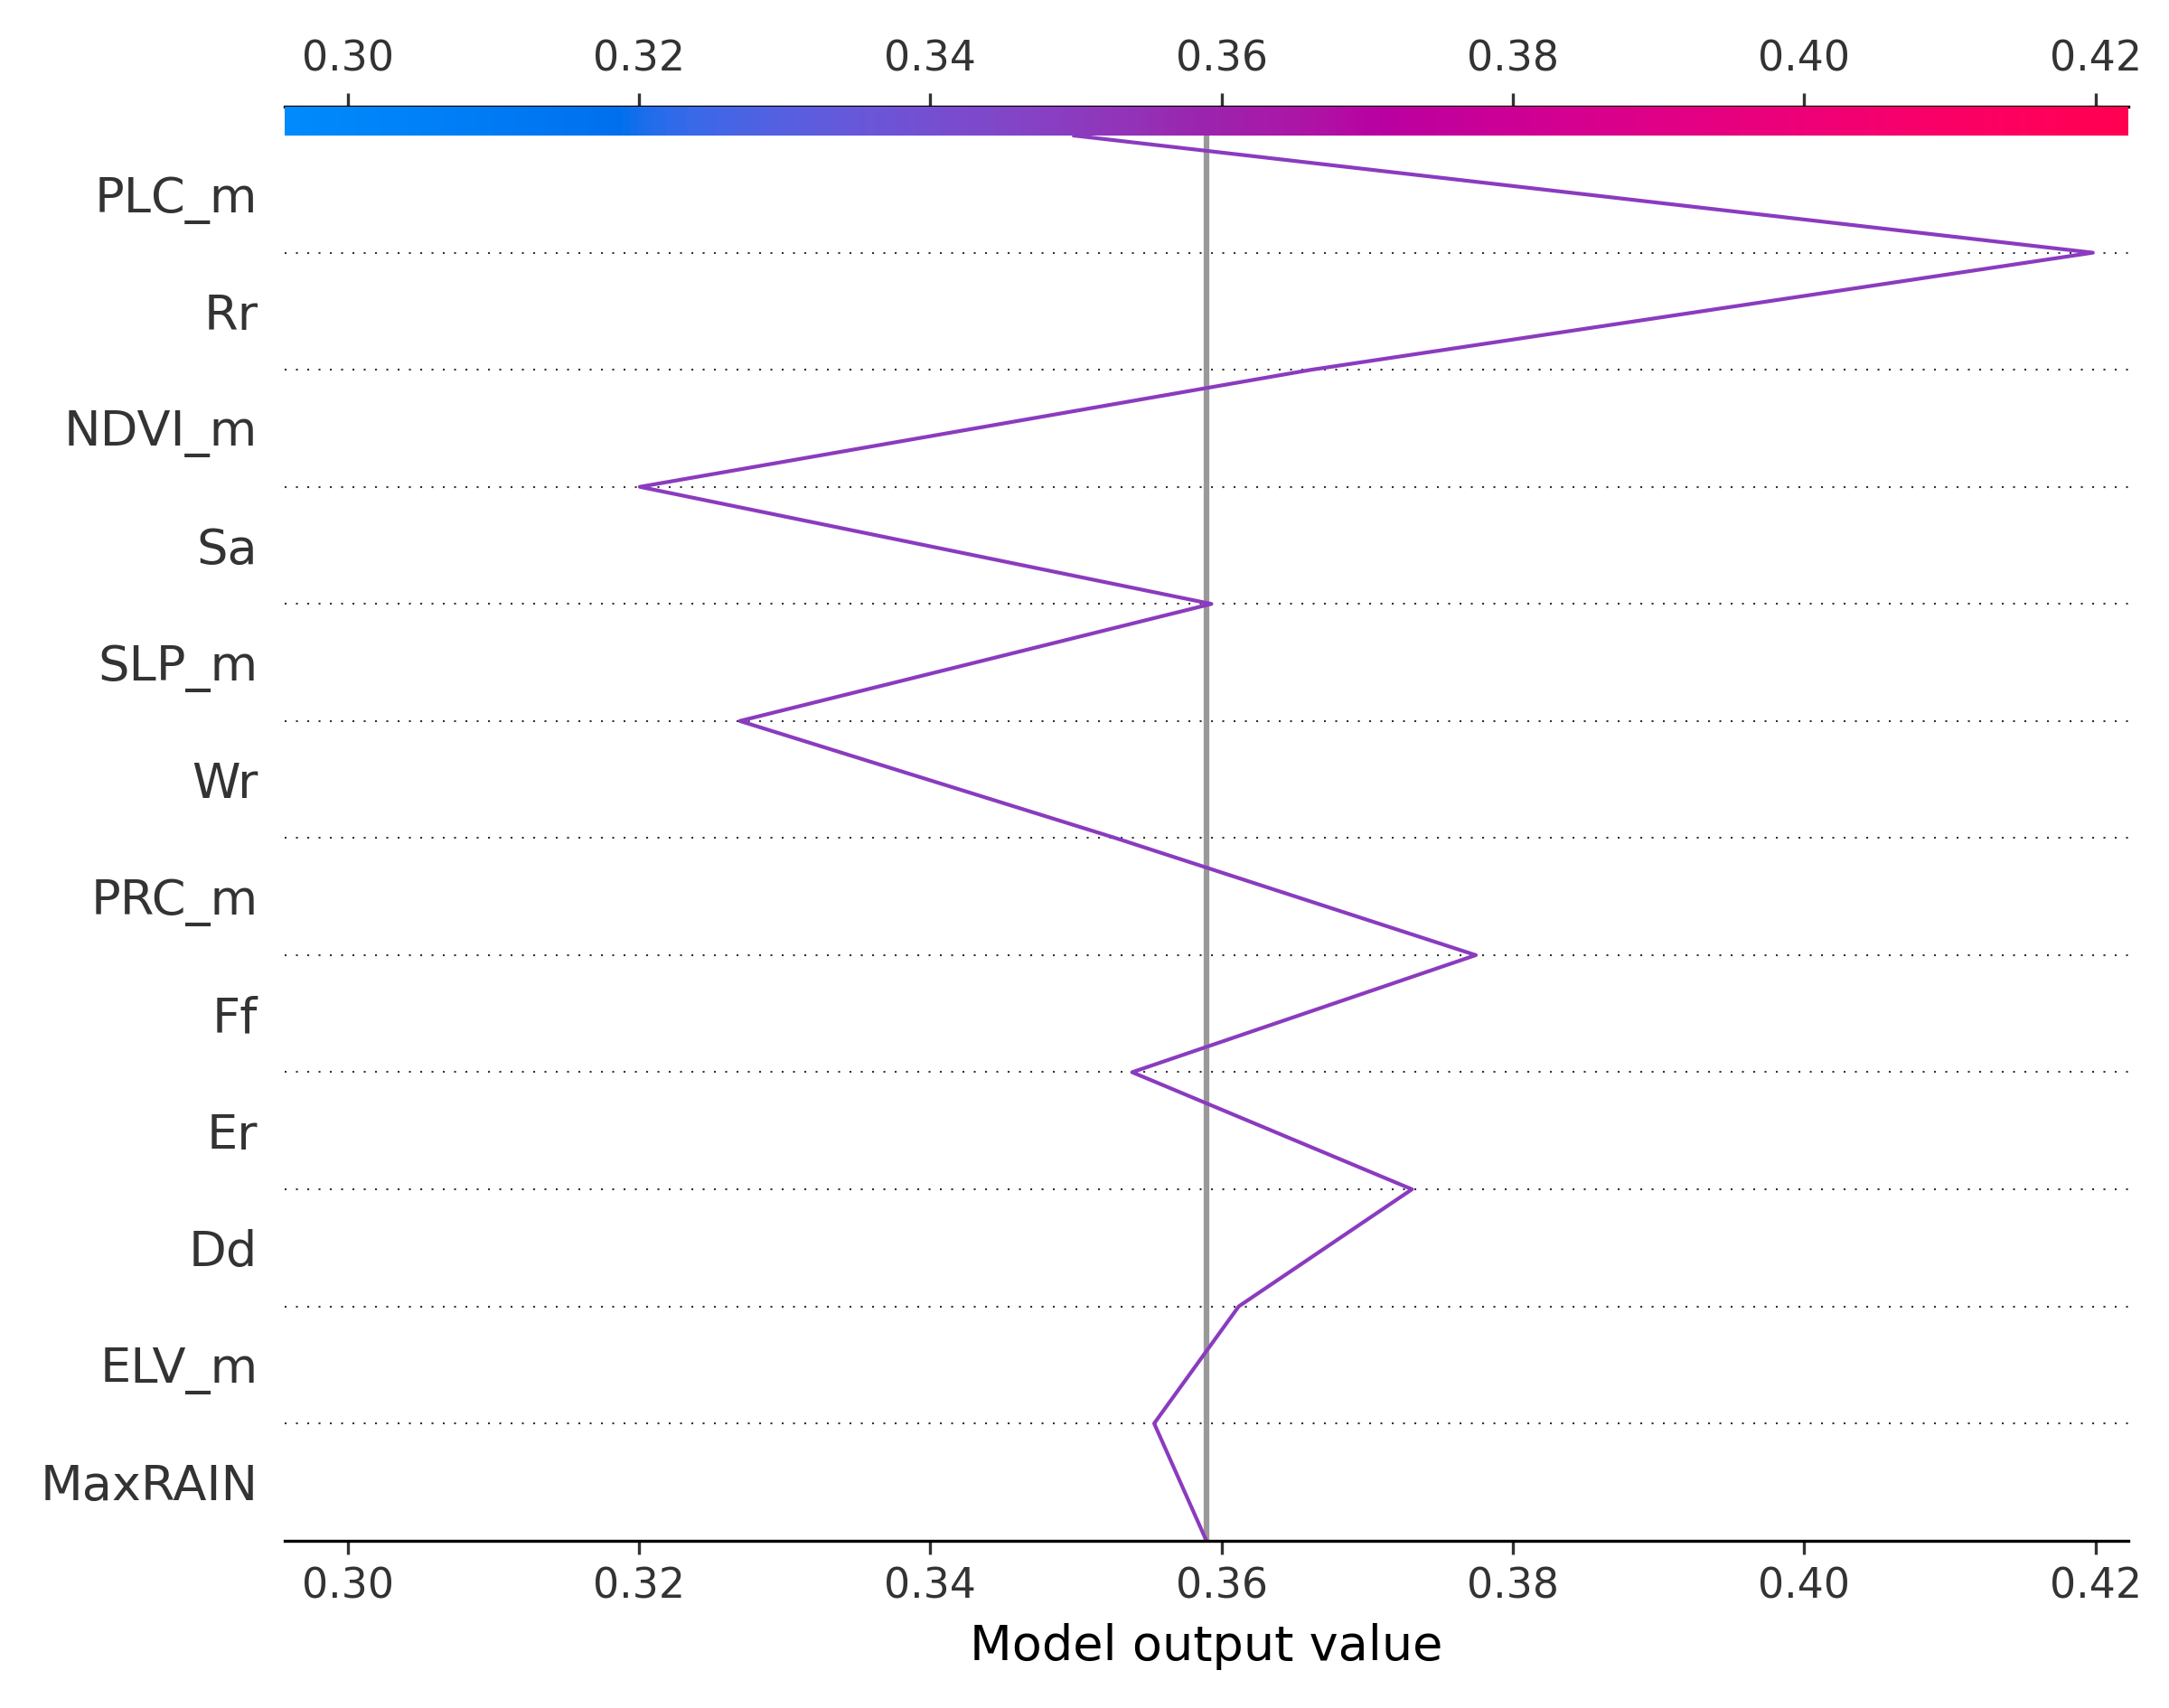 0.30 0.32 0.34 0.36 0.38 0.40 0.42
PLC_m
Rr
NDVI_m
Sa
SLP_m
Wr
PRC_m
Ff
Er
Dd
ELV_m
MaxRAIN
0.30 0.32 0.34 0.36 0.38 0.40 0.42
Model output value